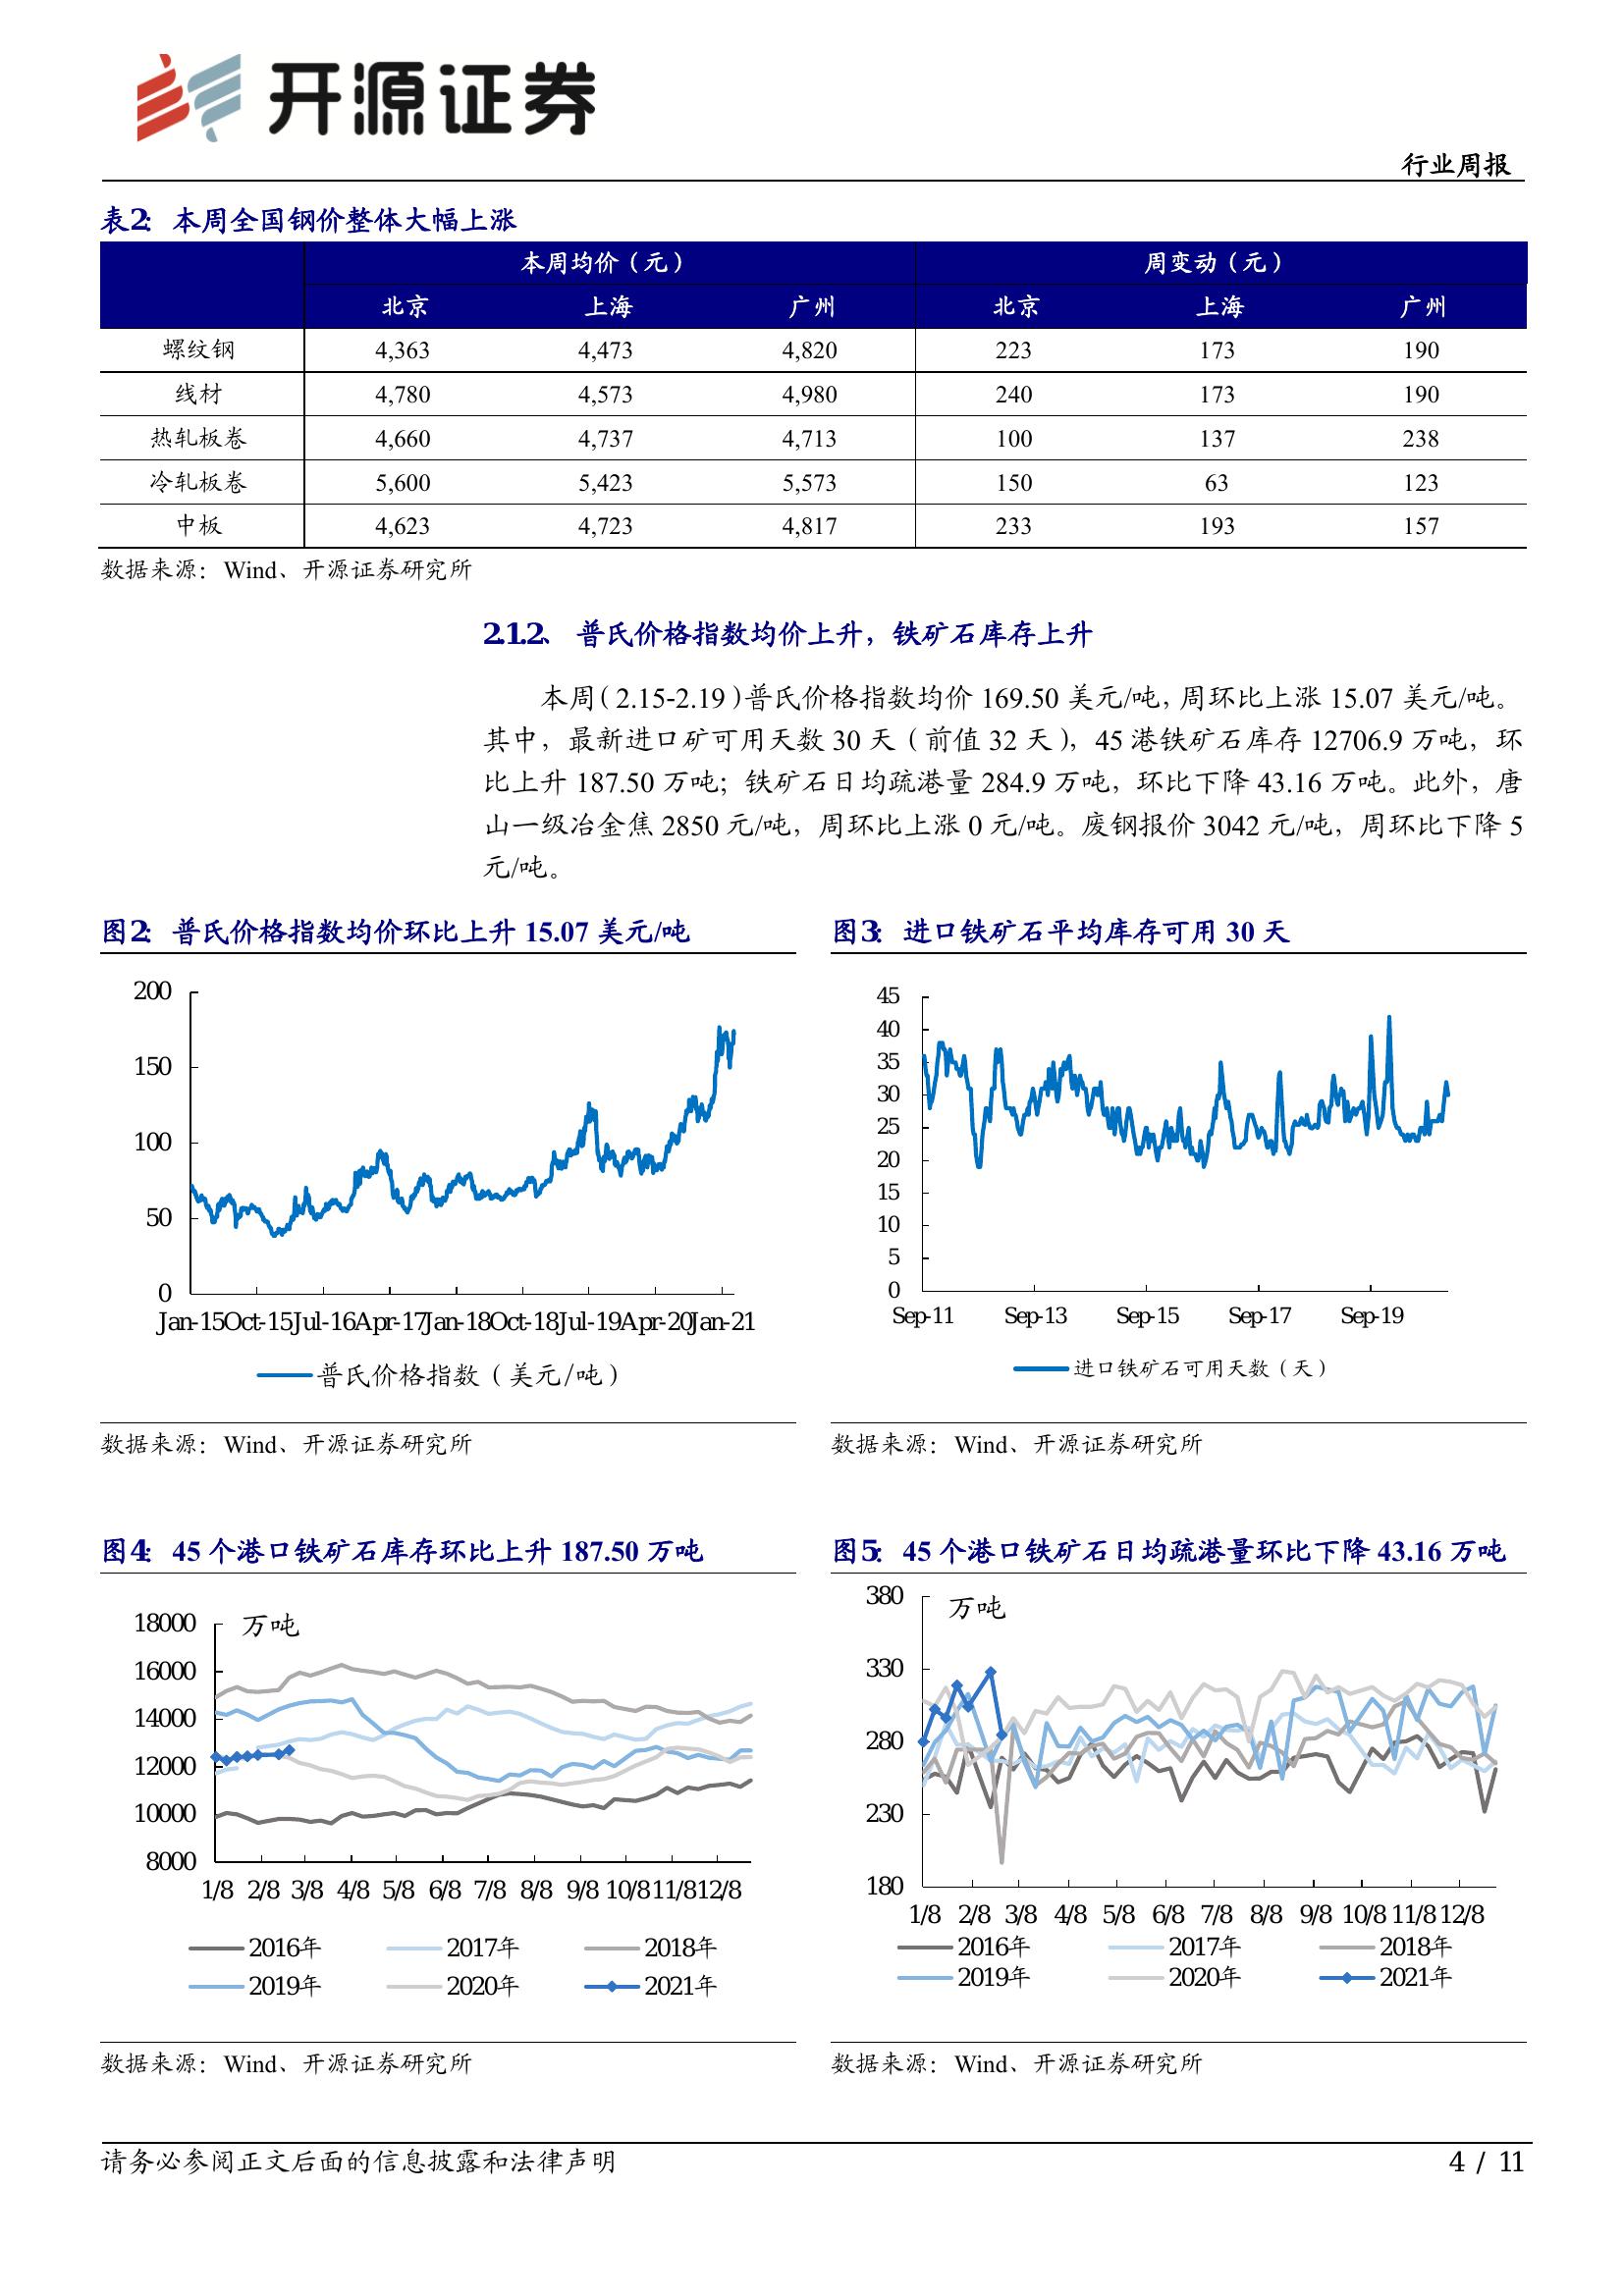 开源证券
行业周报
表2： 本周全国钢价整体大幅上涨
本周均价（元） 周变动（元）
北京 上海 广州 北京 上海 广州
螺纹钢 4,363 4,473 4,820 223 173 190
线材 4,780 4,573 4,980 240 173 190
热轧板卷 4,660 4,737 4,713 100 137 238
冷轧板卷 5,600 5,423 5,573 150 63 123
中板 4,623 4,723 4,817 233 193 157
数据来源：Wind、开源证券研究所
2.1.2、 普氏价格指数均价上升，铁矿石库存上升
本周（2.15-2.19）普氏价格指数均价 169.50 美元/吨，周环比上涨 15.07 美元/吨。
其中，最新进口矿可用天数 30 天（前值 32 天），45 港铁矿石库存 12706.9 万吨，环
比上升 187.50 万吨；铁矿石日均疏港量 284.9 万吨，环比下降 43.16 万吨。此外，唐
山一级冶金焦 2850 元/吨，周环比上涨 0 元/吨。废钢报价 3042 元/吨，周环比下降 5
元/吨。
图2： 普氏价格指数均价环比上升 15.07 美元/吨
200
150
100
50
0
Jan-15 Oct-15 Jul-16 Apr-17 Jan-18 Oct-18 Jul-19 Apr-20 Jan-21
普氏价格指数（美元/吨）
数据来源：Wind、开源证券研究所
图3： 进口铁矿石平均库存可用 30 天
45
40
35
30
25
20
15
10
5
0
Sep-11 Sep-13 Sep-15 Sep-17 Sep-19
进口铁矿石可用天数（天）
数据来源：Wind、开源证券研究所
图4： 45 个港口铁矿石库存环比上升 187.50 万吨
万吨
18000
16000
14000
12000
10000
8000
1/8 2/8 3/8 4/8 5/8 6/8 7/8 8/8 9/8 10/8 11/8 12/8
2016年 2017年 2018年
2019年 2020年 2021年
数据来源：Wind、开源证券研究所
图5： 45 个港口铁矿石日均疏港量环比下降 43.16 万吨
万吨
380
330
280
230
180
1/8 2/8 3/8 4/8 5/8 6/8 7/8 8/8 9/8 10/8 11/8 12/8
2016年 2017年 2018年
2019年 2020年 2021年
数据来源：Wind、开源证券研究所
请务必参阅正文后面的信息披露和法律声明 4 / 11